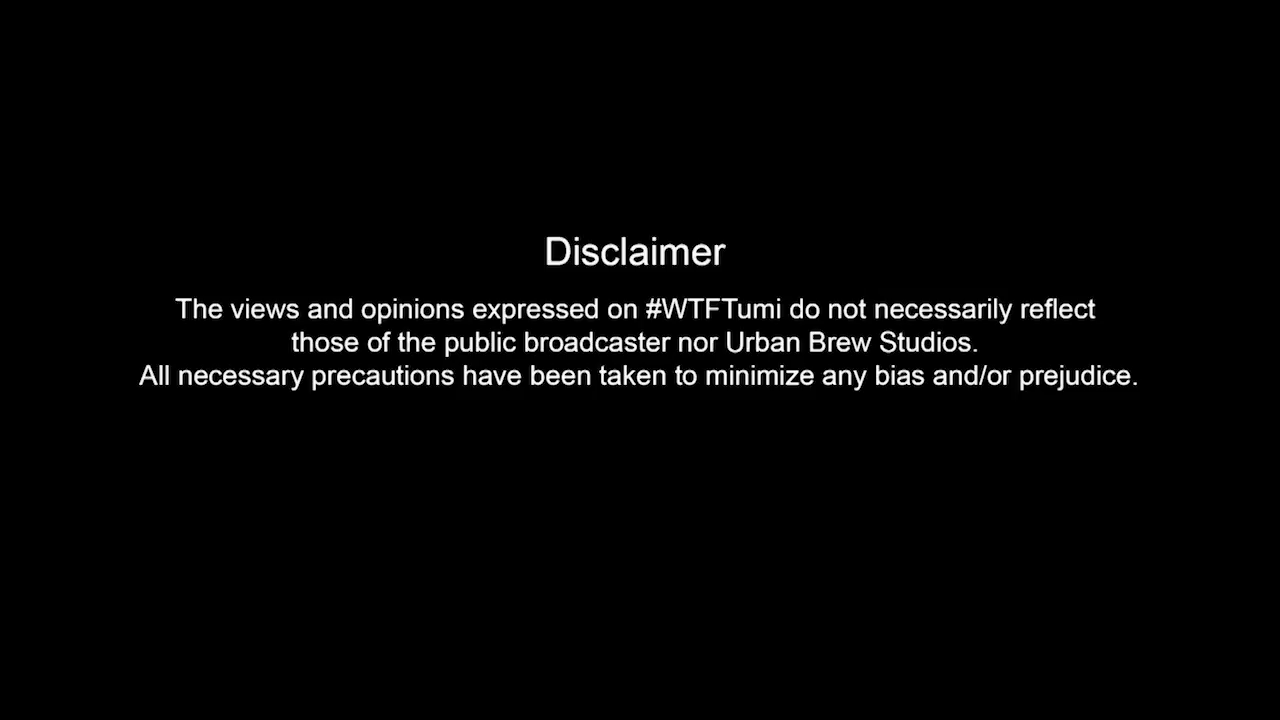 Disclaimer
The views and opinions expressed on #WTFTumi do not necessarily reflect
those of the public broadcaster nor Urban Brew Studios.
All necessary precautions have been taken to minimize any bias and/or prejudice.